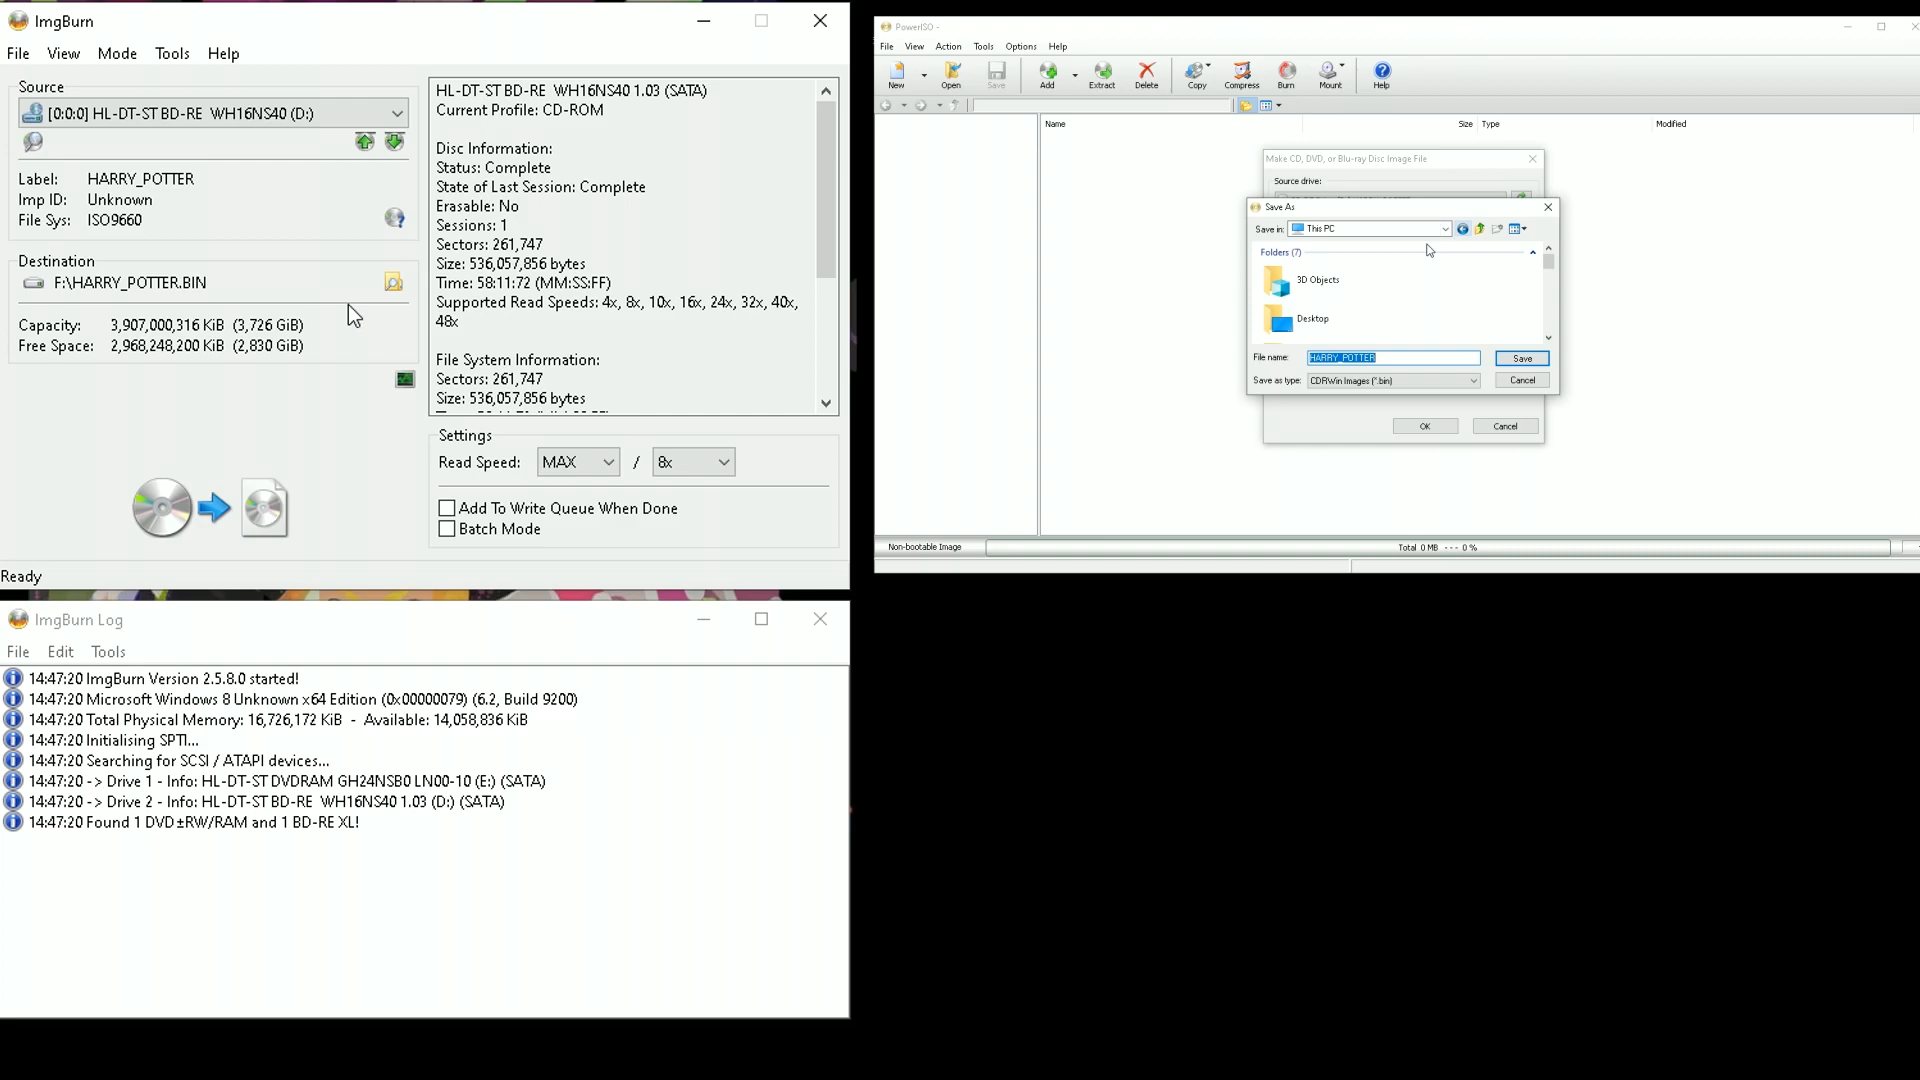 ImgBurn
File View Mode Tools Help
Source
[0:0:0] HL-DT-ST BD-RE WH16NS40 (D:)
Label: HARRY_POTTER
Imp ID: Unknown
File Sys: ISO9660
Destination
F:\HARRY_POTTER.BIN
Capacity: 3,907,000,316 KiB (3,726 GiB)
Free Space: 2,968,248,200 KiB (2,830 GiB)
HL-DT-ST BD-RE WH16NS40 1.03 (SATA)
Current Profile: CD-ROM
Disc Information:
Status: Complete
State of Last Session: Complete
Erasable: No
Sessions: 1
Sectors: 261,747
Size: 536,057,856 bytes
Time: 58:11:72 (MM:SS:FF)
Supported Read Speeds: 4x, 8x, 10x, 16x, 24x, 32x, 40x,
48x
File System Information:
Sectors: 261,747
Size: 536,057,856 bytes
Settings
Read Speed: MAX / 8x
Add To Write Queue When Done
Batch Mode
Ready
ImgBurn Log
File Edit Tools
14:47:20 ImgBurn Version 2.5.8.0 started!
14:47:20 Microsoft Windows 8 Unknown x64 Edition (0x00000079) (6.2, Build 9200)
14:47:20 Total Physical Memory: 16,726,172 KiB - Available: 14,058,836 KiB
14:47:20 Initialising SPTI...
14:47:20 Searching for SCSI / ATAPI devices...
14:47:20 -> Drive 1 - Info: HL-DT-ST DVDRAM GH24NSB0 LN00-10 (E:) (SATA)
14:47:20 -> Drive 2 - Info: HL-DT-ST BD-RE WH16NS40 1.03 (D:) (SATA)
14:47:20 Found 1 DVD±RW/RAM and 1 BD-RE XL!
PowerISO -
File View Action Tools Options Help
New Open Save Add Extract Delete Copy Compress Burn Mount Help
Name Size Type Modified
Make CD, DVD, or Blu-ray Disc Image File
Source drive:
Save As
Save in: This PC
Folders (7)
3D Objects
Desktop
File name: HARRY_POTTER Save
Save as type: CDRWin Images (*.bin) Cancel
OK Cancel
Non-bootable Image Total 0 MB --- 0 %